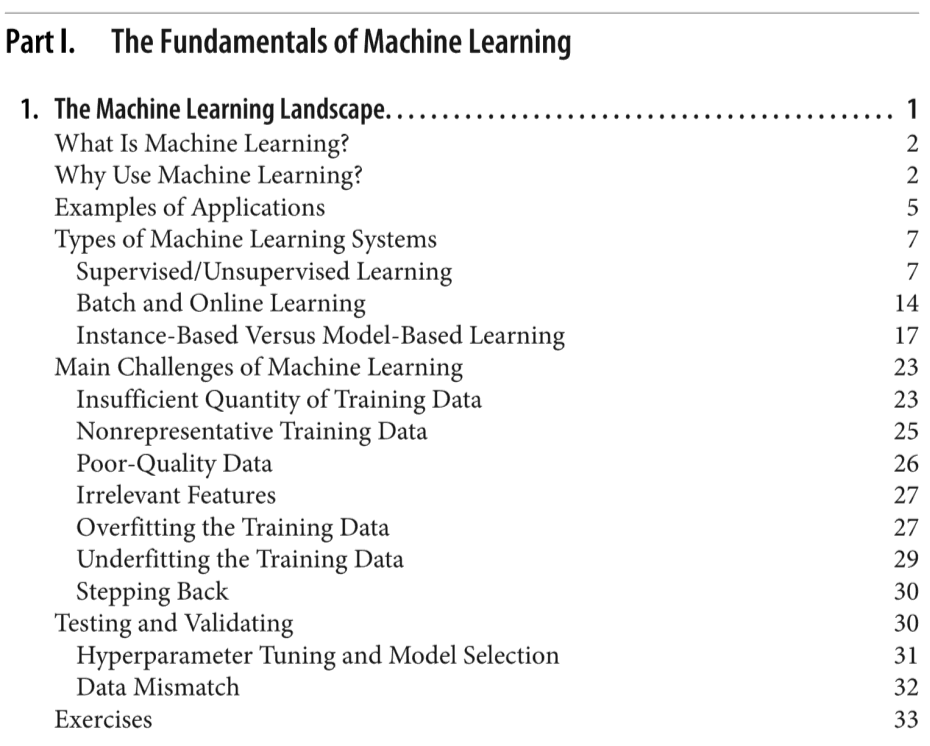 Part I. The Fundamentals of Machine Learning
1. The Machine Learning Landscape. . . . . . . . . . . . . . . . . . . . . . . . . . . . . . . . . . . . . . . . . . . . . . 1
What Is Machine Learning? 2
Why Use Machine Learning? 2
Examples of Applications 5
Types of Machine Learning Systems 7
Supervised/Unsupervised Learning 7
Batch and Online Learning 14
Instance-Based Versus Model-Based Learning 17
Main Challenges of Machine Learning 23
Insufficient Quantity of Training Data 23
Nonrepresentative Training Data 25
Poor-Quality Data 26
Irrelevant Features 27
Overfitting the Training Data 27
Underfitting the Training Data 29
Stepping Back 30
Testing and Validating 30
Hyperparameter Tuning and Model Selection 31
Data Mismatch 32
Exercises 33